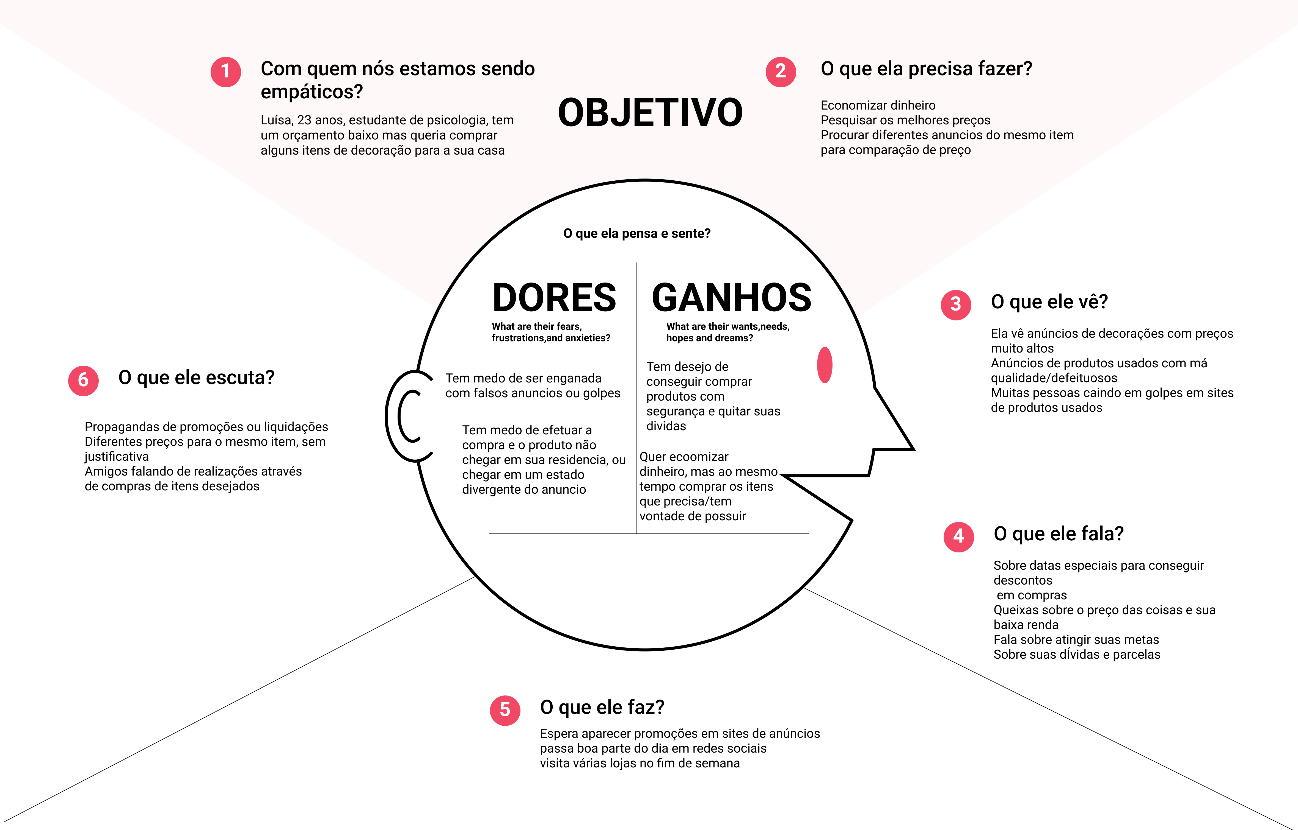 1
Com quem nós estamos sendo
empáticos?
Luísa, 23 anos, estudante de psicologia, tem
um orçamento baixo mas queria comprar
alguns itens de decoração para a sua casa
OBJETIVO
2
O que ela precisa fazer?
Economizar dinheiro
Pesquisar os melhores preços
Procurar diferentes anuncios do mesmo item
para comparação de preço
O que ela pensa e sente?
DORES
What are their fears,
frustrations,and anxieties?
Tem medo de ser enganada
com falsos anuncios ou golpes
Tem medo de efetuar a
compra e o produto não
chegar em sua residencia, ou
chegar em um estado
divergente do anuncio
GANHOS
What are their wants,needs,
hopes and dreams?
Tem desejo de
conseguir comprar
produtos com
segurança e quitar suas
dividas
Quer ecoomizar
dinheiro, mas ao mesmo
tempo comprar os itens
que precisa/tem
vontade de possuir
3
O que ele vê?
Ela vê anúncios de decorações com preços
muito altos
Anúncios de produtos usados com má
qualidade/defeituosos
Muitas pessoas caindo em golpes em sites
de produtos usados
4
O que ele fala?
Sobre datas especiais para conseguir
descontos
em compras
Queixas sobre o preço das coisas e sua
baixa renda
Fala sobre atingir suas metas
Sobre suas dÍvidas e parcelas
5
O que ele faz?
Espera aparecer promoções em sites de anúncios
passa boa parte do dia em redes sociais
visita várias lojas no fim de semana
6
O que ele escuta?
Propagandas de promoções ou liquidações
Diferentes preços para o mesmo item, sem
justificativa
Amigos falando de realizações através
de compras de itens desejados